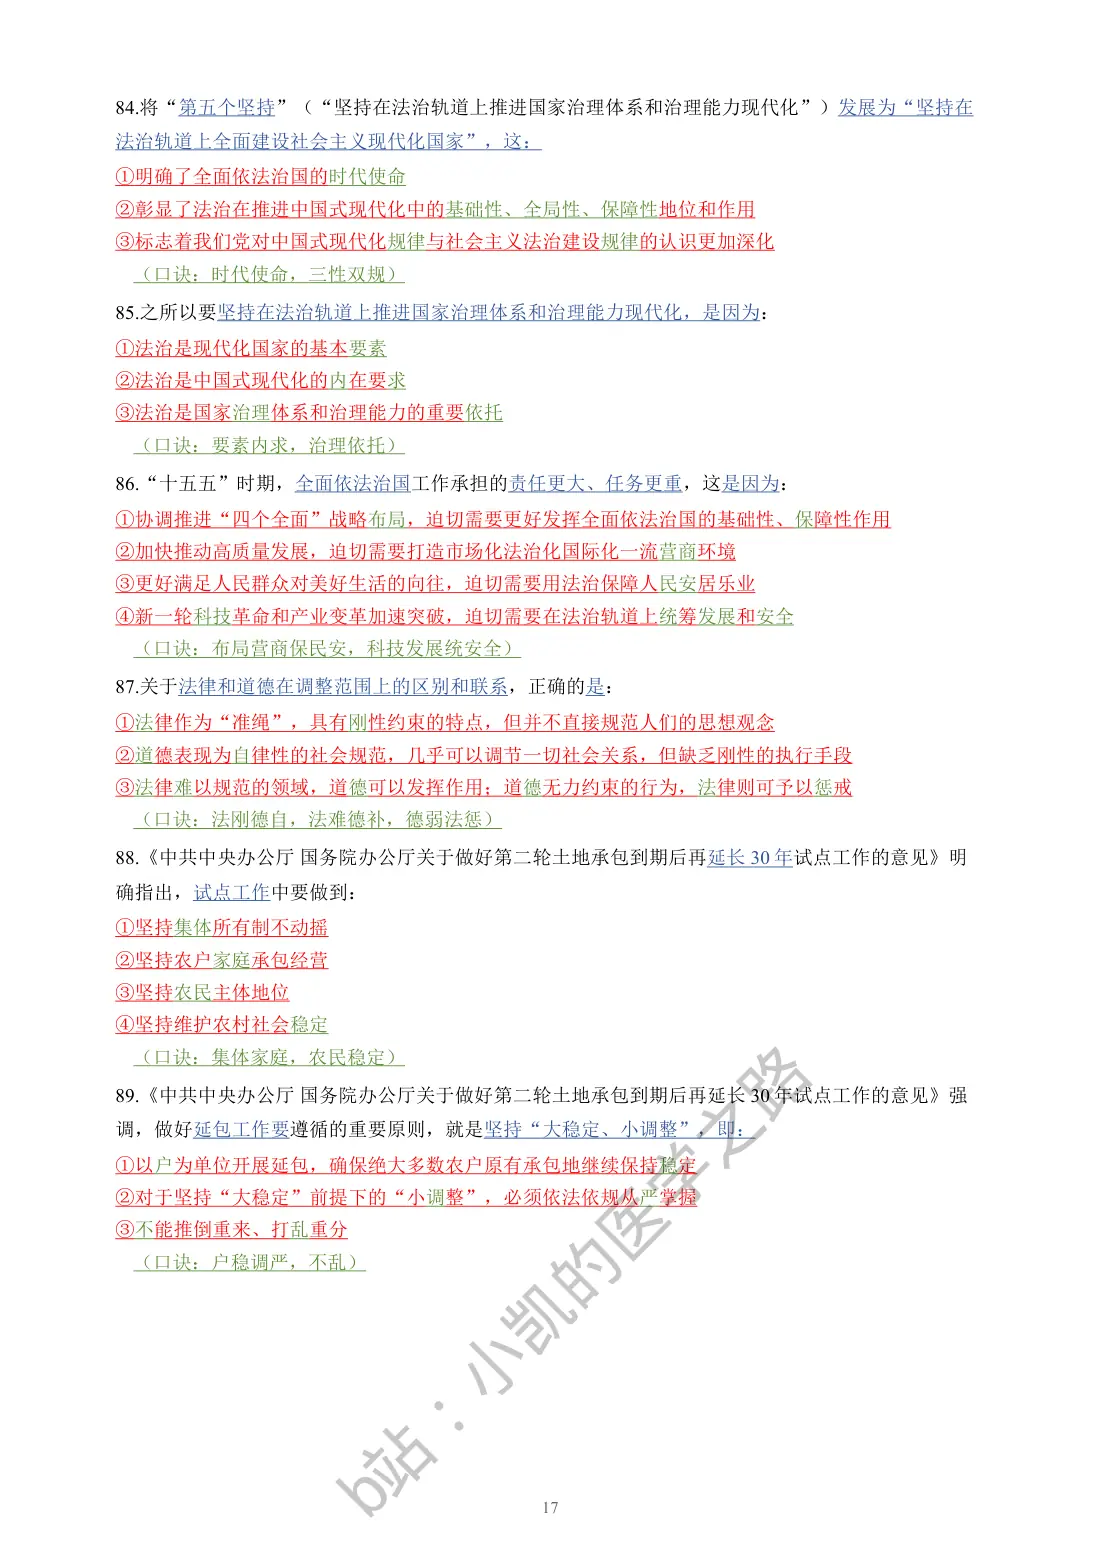 84.将“第五个坚持”（“坚持在法治轨道上推进国家治理体系和治理能力现代化”）发展为“坚持在
法治轨道上全面建设社会主义现代化国家”，这：
①明确了全面依法治国的时代使命
②彰显了法治在推进中国式现代化中的基础性、全局性、保障性地位和作用
③标志着我们党对中国式现代化规律与社会主义法治建设规律的认识更加深化
（口诀：时代使命，三性双规）
85.之所以要坚持在法治轨道上推进国家治理体系和治理能力现代化，是因为：
①法治是现代化国家的基本要素
②法治是中国式现代化的内在要求
③法治是国家治理体系和治理能力的重要依托
（口诀：要素内求，治理依托）
86.“十五五”时期，全面依法治国工作承担的责任更大、任务更重，这是因为：
①协调推进“四个全面”战略布局，迫切需要更好发挥全面依法治国的基础性、保障性作用
②加快推动高质量发展，迫切需要打造市场化法治化国际化一流营商环境
③更好满足人民群众对美好生活的向往，迫切需要用法治保障人民安居乐业
④新一轮科技革命和产业变革加速突破，迫切需要在法治轨道上统筹发展和安全
（口诀：布局营商保民安，科技发展统安全）
87.关于法律和道德在调整范围上的区别和联系，正确的是：
①法律作为“准绳”，具有刚性约束的特点，但并不直接规范人们的思想观念
②道德表现为自律性的社会规范，几乎可以调节一切社会关系，但缺乏刚性的执行手段
③法律难以规范的领域，道德可以发挥作用；道德无力约束的行为，法律则可予以惩戒
（口诀：法刚德自，法难德补，德弱法惩）
88.《中共中央办公厅 国务院办公厅关于做好第二轮土地承包到期后再延长 30 年试点工作的意见》明
确指出，试点工作中要做到：
①坚持集体所有制不动摇
②坚持农户家庭承包经营
③坚持农民主体地位
④坚持维护农村社会稳定
（口诀：集体家庭，农民稳定）
89.《中共中央办公厅 国务院办公厅关于做好第二轮土地承包到期后再延长 30 年试点工作的意见》强
调，做好延包工作要遵循的重要原则，就是坚持“大稳定、小调整”，即：
①以户为单位开展延包，确保绝大多数农户原有承包地继续保持稳定
②对于坚持“大稳定”前提下的“小调整”，必须依法依规从严掌握
③不能推倒重来、打乱重分
（口诀：户稳调严，不乱）
b站：小凯的医学之路
17